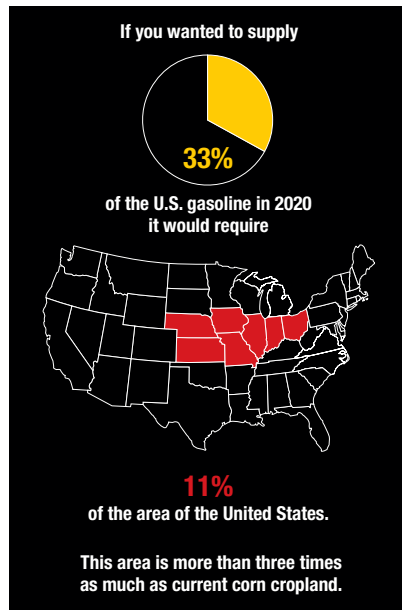 If you wanted to supply
33%
of the U.S. gasoline in 2020
it would require
11%
of the area of the United States.
This area is more than three times
as much as current corn cropland.